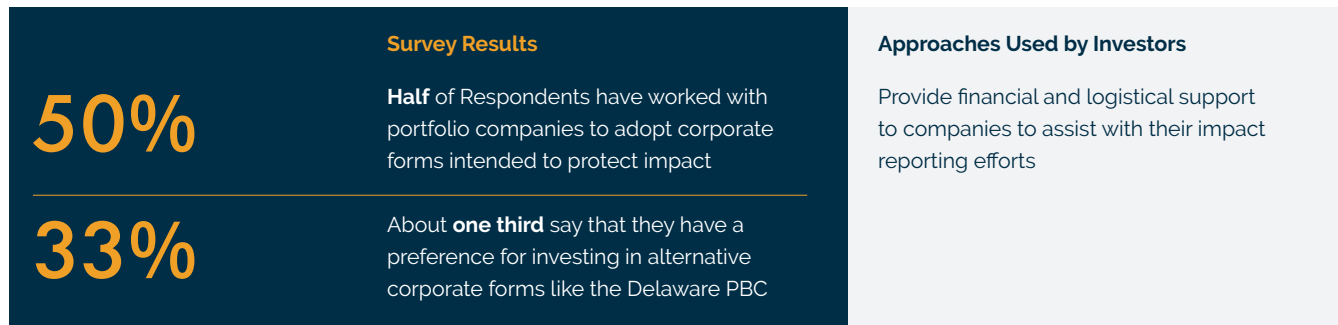 Survey Results
50%
Half of Respondents have worked with
portfolio companies to adopt corporate
forms intended to protect impact
33%
About one third say that they have a
preference for investing in alternative
corporate forms like the Delaware PBC
Approaches Used by Investors
Provide financial and logistical support
to companies to assist with their impact
reporting efforts